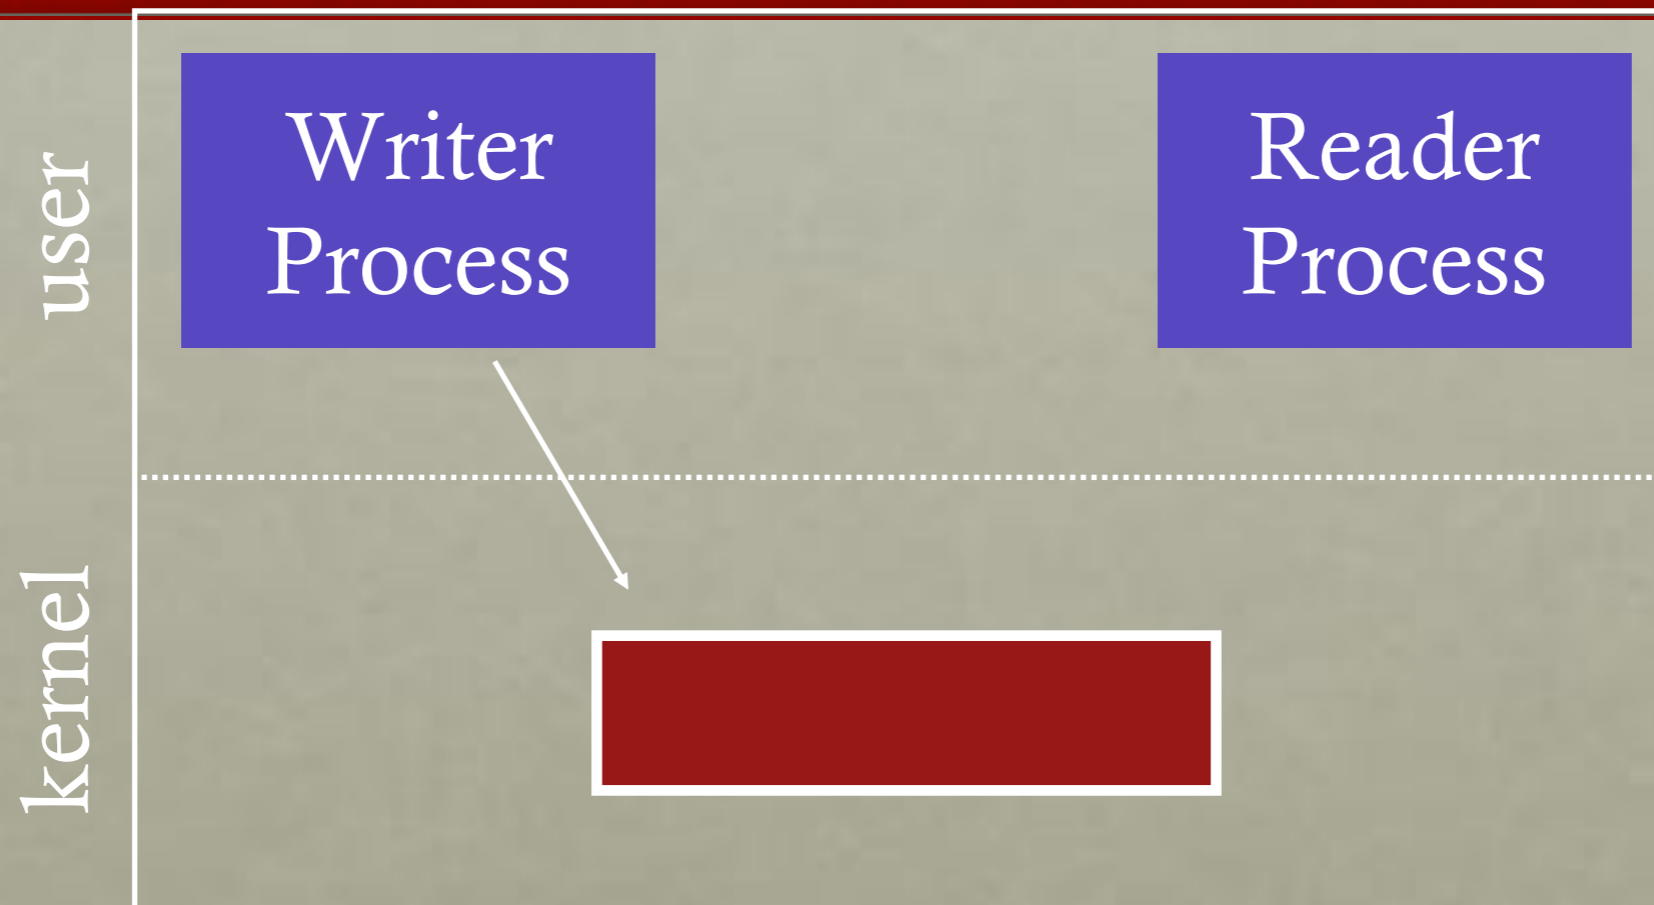 user
Writer
Process
Reader
Process
kernel